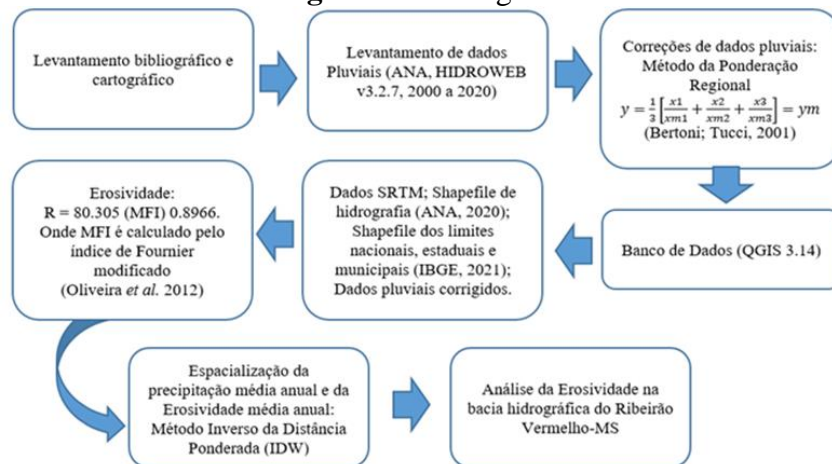 Levantamento bibliográfico e
cartográfico
Levantamento de dados
Pluviais (ANA, HIDROWEB
v3.2.7, 2000 a 2020)
Correções de dados pluviais:
Método da Ponderação
Regional
y = 1/3 [x1/xm1 + x2/xm2 + x3/xm3] = ym
(Bertoni; Tucci, 2001)
Banco de Dados (QGIS 3.14)
Dados SRTM; Shapefile de
hidrografia (ANA, 2020);
Shapefile dos limites
nacionais, estaduais e
municipais (IBGE, 2021);
Dados pluviais corrigidos.
Erosividade:
R = 80.305 (MFI) 0.8966.
Onde MFI é calculado pelo
índice de Fournier
modificado
(Oliveira et al. 2012)
Espacialização da
precipitação média anual e da
Erosividade média anual:
Método Inverso da Distância
Ponderada (IDW)
Análise da Erosividade na
bacia hidrográfica do Ribeirão
Vermelho-MS